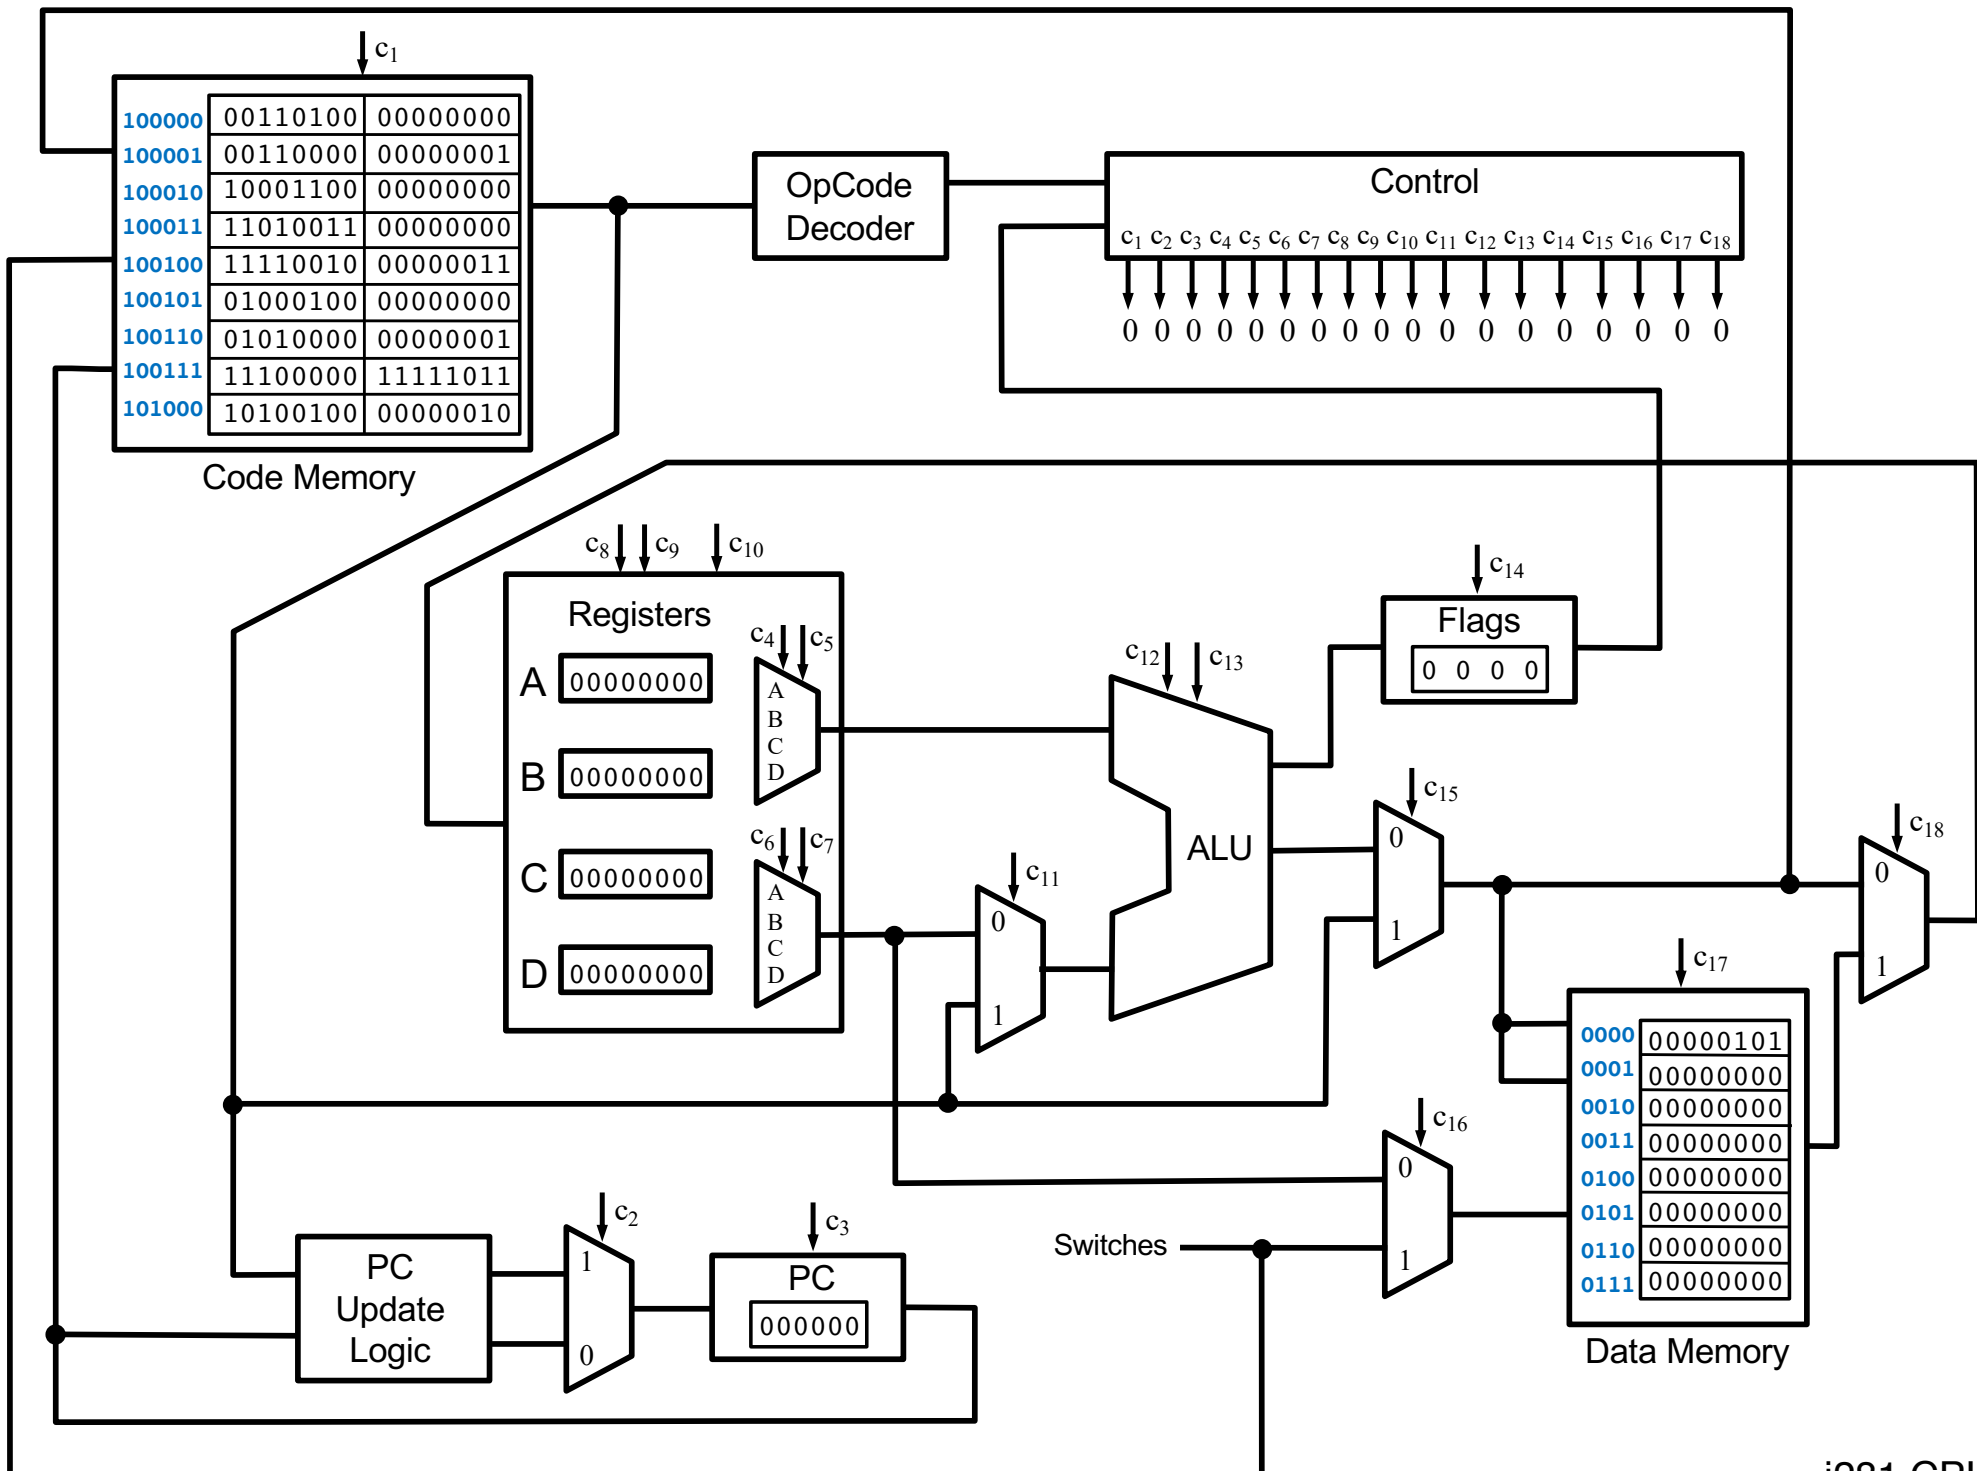 c1
100000 00110100 00000000
100001 00110000 00000001
100010 10001100 00000000
100011 11010011 00000000
100100 11110010 00000011
100101 01000100 00000000
100110 01010000 00000001
100111 11100000 11111011
101000 10100100 00000010
Code Memory
OpCode
Decoder
Control
c1 c2 c3 c4 c5 c6 c7 c8 c9 c10 c11 c12 c13 c14 c15 c16 c17 c18
0 0 0 0 0 0 0 0 0 0 0 0 0 0 0 0 0 0
c8 c9 c10
Registers
A 00000000
B 00000000
C 00000000
D 00000000
c4 c5
A
B
C
D
c6 c7
A
B
C
D
c11
0
1
c12 c13
ALU
c14
Flags
0 0 0 0
c15
0
1
c18
0
1
c17
0000 00000101
0001 00000000
0010 00000000
0011 00000000
0100 00000000
0101 00000000
0110 00000000
0111 00000000
Data Memory
c16
0
1
Switches
PC
Update
Logic
c2
1
0
c3
PC
000000